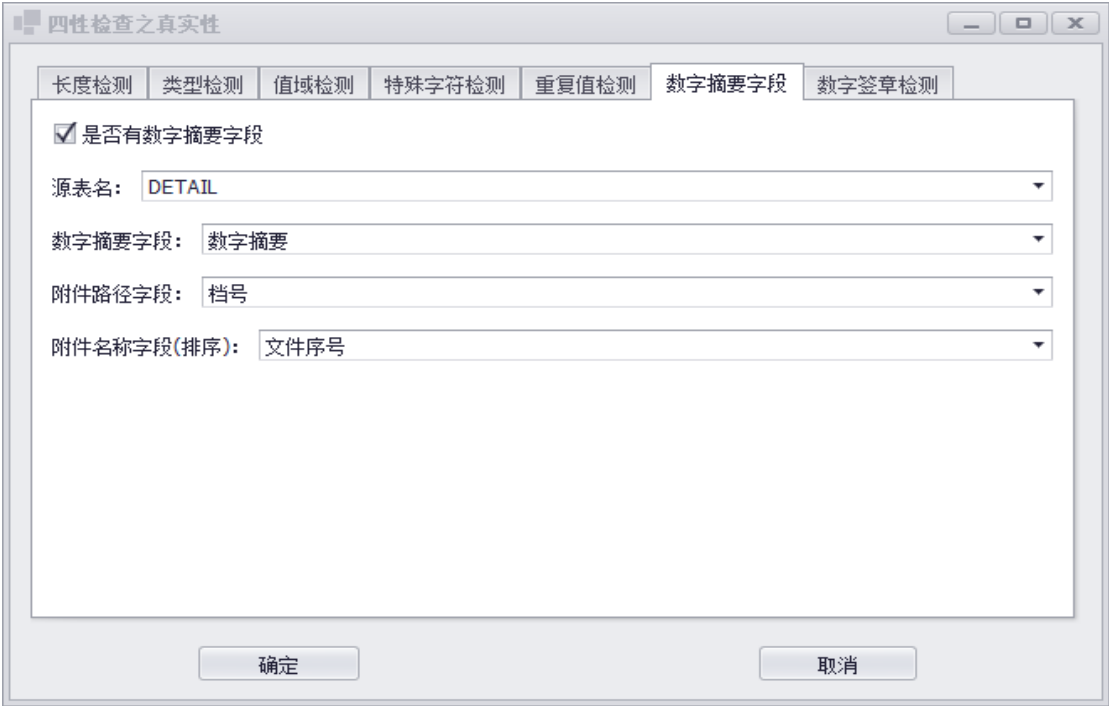 四性检查之真实性
长度检测 类型检测 值域检测 特殊字符检测 重复值检测 数字摘要字段 数字签章检测
是否有数字摘要字段
源表名： DETAIL
数字摘要字段： 数字摘要
附件路径字段： 档号
附件名称字段(排序)： 文件序号
确定 取消